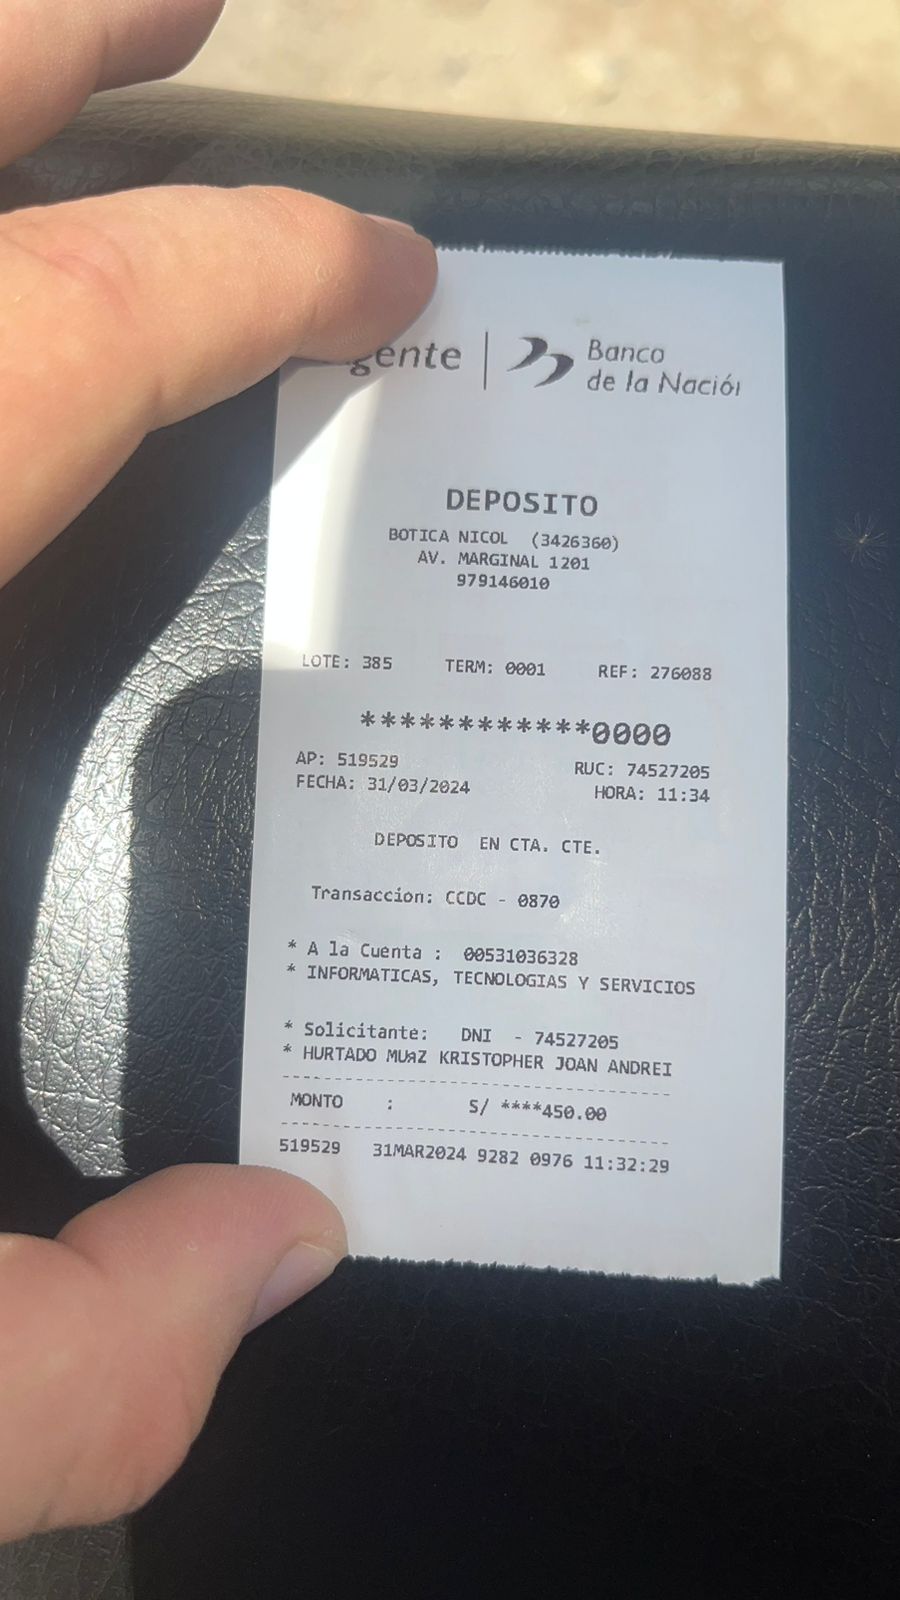 gente | Banco
de la Nació
DEPOSITO
BOTICA NICOL (3426360)
AV. MARGINAL 1201
979146010
LOTE: 385 TERM: 0001 REF: 276088
************0000
AP: 519529 RUC: 74527205
FECHA: 31/03/2024 HORA: 11:34
DEPOSITO EN CTA. CTE.
Transaccion: CCDC - 0870
* A la Cuenta : 00531036328
* INFORMATICAS, TECNOLOGIAS Y SERVICIOS
* Solicitante: DNI - 74527205
* HURTADO KRISTOPHER JOAN ANDREI
MONTO : S/ ****450.00
519529 31MAR2024 9282 0976 11:32:29